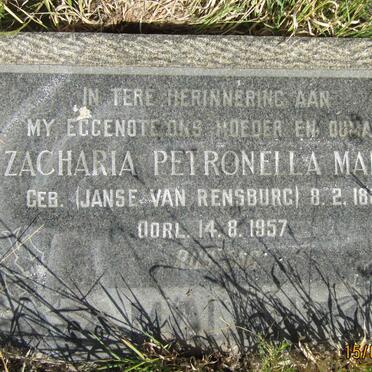 IN TERE HERINNERING AAN
MY EGGENOTE ONS MOEDER EN OUMA
ZACHARIA PETRONELLA MA
GEB. (JANSE VAN RENSBURG) 8.2.18
OORL. 14.8.1957
15/